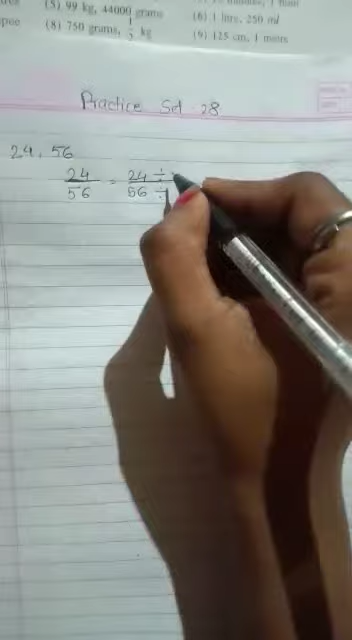 (5) 99 kg, 44000 grams
(6) 1 litre, 250 ml
(8) 750 grams, 1/2 kg
(9) 125 cm, 1 metre
Practice Set - 28
24, 56
24/56 = 24 ÷/56 ÷